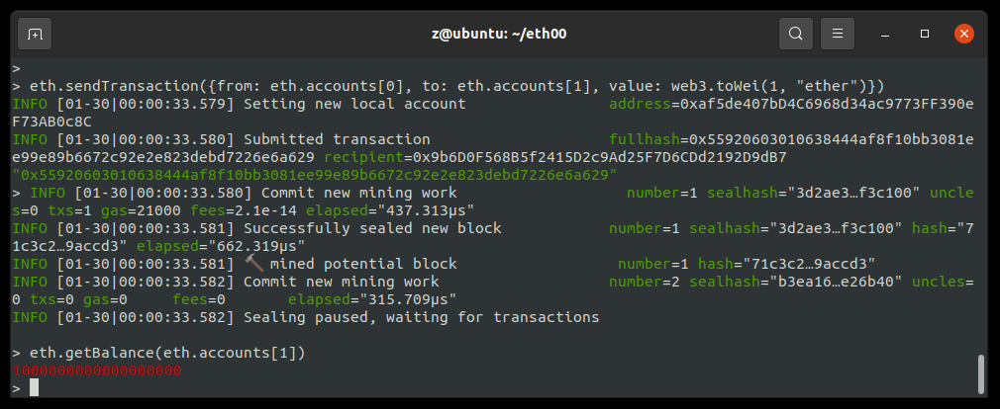 z@ubuntu: ~/eth00
>
> eth.sendTransaction({from: eth.accounts[0], to: eth.accounts[1], value: web3.toWei(1, "ether")})
INFO [01-30|00:00:33.579] Setting new local account                address=0xaf5de407bD4C6968d34ac9773FF390e
F73AB0c8C
INFO [01-30|00:00:33.580] Submitted transaction                    fullhash=0x55920603010638444af8f10bb3081e
e99e89b6672c92e2e823debd7226e6a629 recipient=0x9b6D0F568B5f2415D2c9Ad25F7D6CDd2192D9dB7
"0x55920603010638444af8f10bb3081ee99e89b6672c92e2e823debd7226e6a629"
> INFO [01-30|00:00:33.580] Commit new mining work                   number=1 sealhash="3d2ae3…f3c100" uncle
s=0 txs=1 gas=21000 fees=2.1e-14 elapsed="437.313µs"
INFO [01-30|00:00:33.581] Successfully sealed new block            number=1 sealhash="3d2ae3…f3c100" hash="7
1c3c2…9accd3" elapsed="662.319µs"
INFO [01-30|00:00:33.581] 🔨 mined potential block                  number=1 hash="71c3c2…9accd3"
INFO [01-30|00:00:33.582] Commit new mining work                   number=2 sealhash="b3ea16…e26b40" uncles=
0 txs=0 gas=0     fees=0       elapsed="315.709µs"
INFO [01-30|00:00:33.582] Sealing paused, waiting for transactions
> eth.getBalance(eth.accounts[1])
1000000000000000000
>